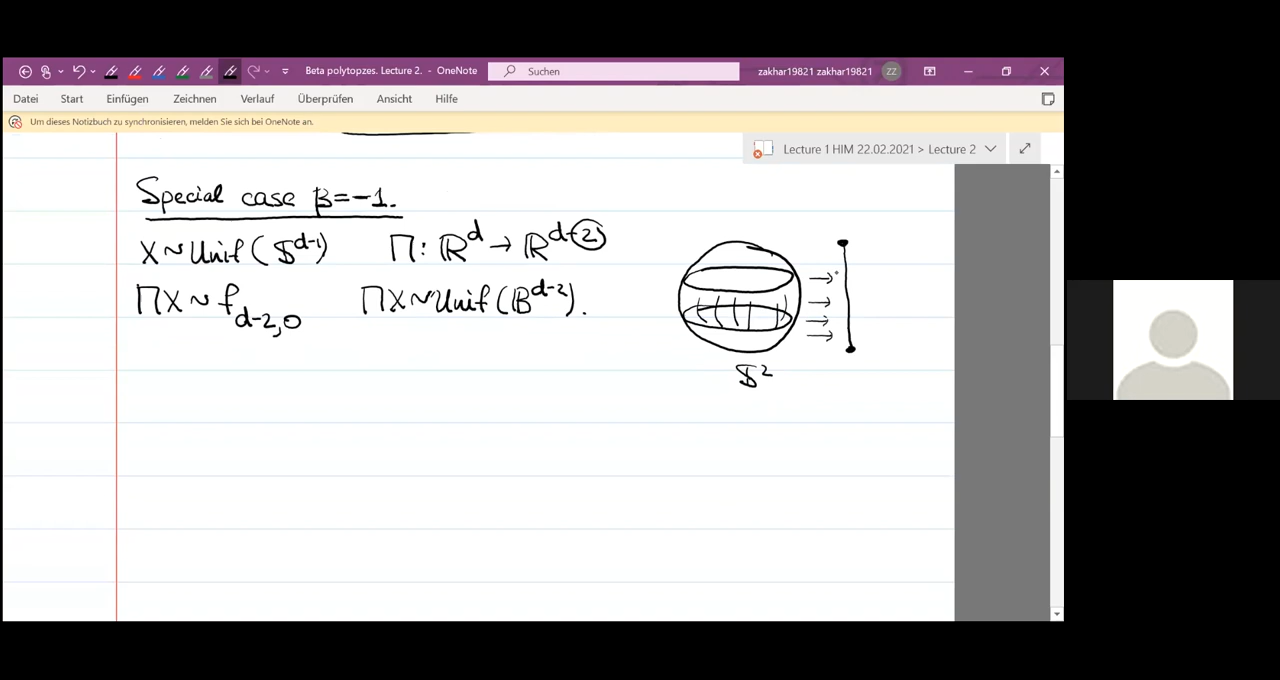 Beta polytopzes. Lecture 2. - OneNote
Suchen
zakhar19821 zakhar19821
ZZ
Datei Start Einfügen Zeichnen Verlauf Überprüfen Ansicht Hilfe
Um dieses Notizbuch zu synchronisieren, melden Sie sich bei OneNote an.
Lecture 1 HIM 22.02.2021 > Lecture 2
Special case β=-1.
X ~ Unif(𝕊^{d-1}) Π: ℝ^d → ℝ^{d-2}
ΠX ~ f_{d-2,0} ΠX ~ Unif(𝔹^{d-2}).
𝕊^2